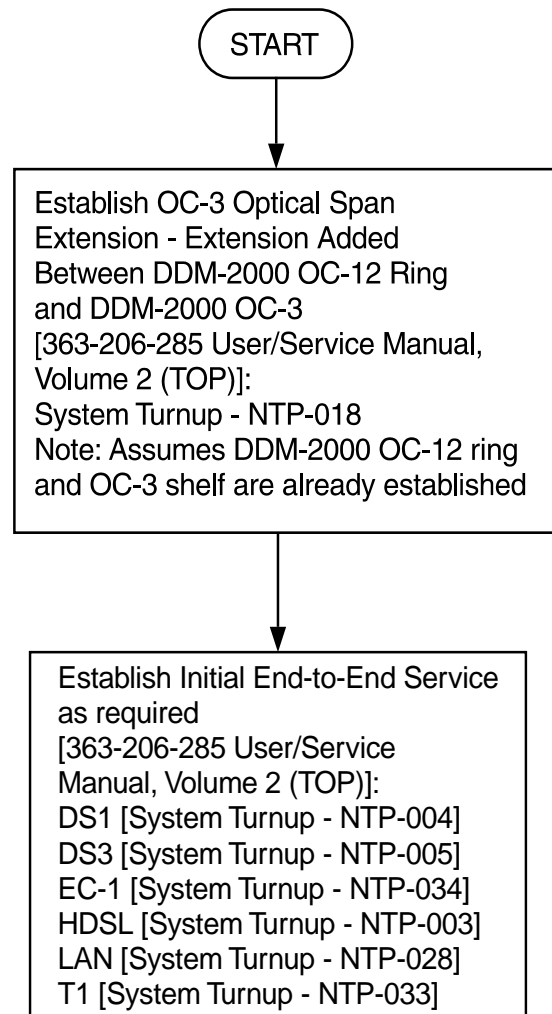 START
Establish OC-3 Optical Span
Extension - Extension Added
Between DDM-2000 OC-12 Ring
and DDM-2000 OC-3
[363-206-285 User/Service Manual,
Volume 2 (TOP)]:
System Turnup - NTP-018
Note: Assumes DDM-2000 OC-12 ring
and OC-3 shelf are already established
Establish Initial End-to-End Service
as required
[363-206-285 User/Service
Manual, Volume 2 (TOP)]:
DS1 [System Turnup - NTP-004]
DS3 [System Turnup - NTP-005]
EC-1 [System Turnup - NTP-034]
HDSL [System Turnup - NTP-003]
LAN [System Turnup - NTP-028]
T1 [System Turnup - NTP-033]